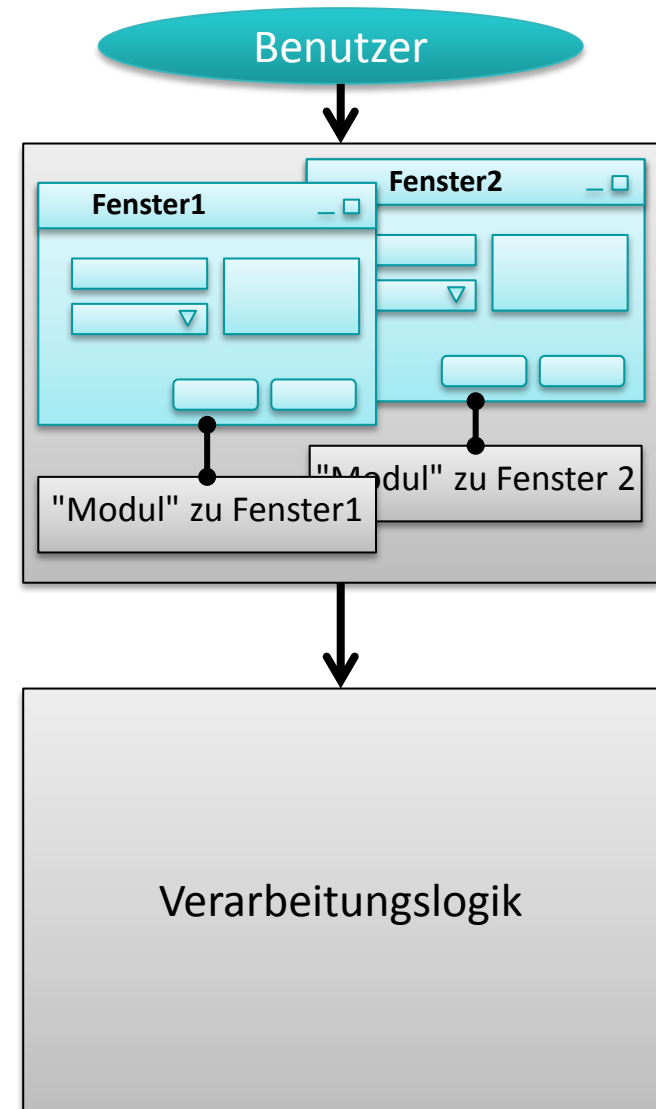 Benutzer
Fenster1
Fenster2
"Modul" zu Fenster1
"Modul" zu Fenster 2
Verarbeitungslogik